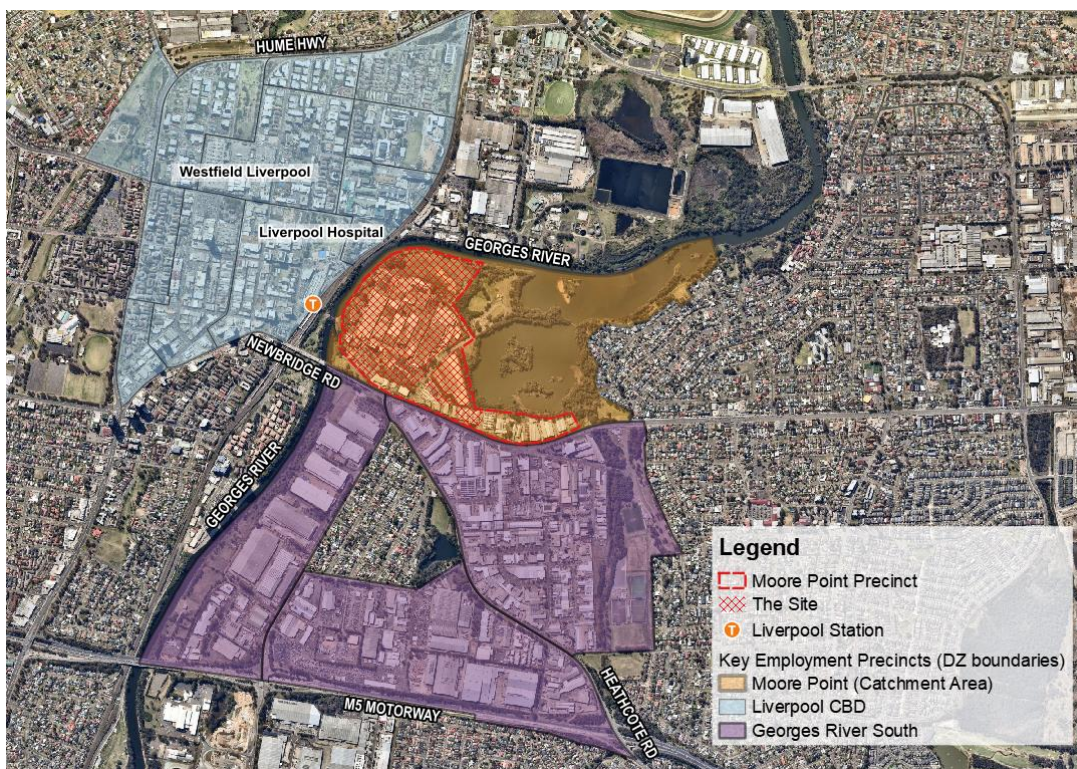 HUME HWY
Westfield Liverpool
Liverpool Hospital
GEORGES RIVER
T
NEWBRIDGE RD
GEORGES RIVER
HEATHCOTE RD
M5 MOTORWAY
Legend
Moore Point Precinct
The Site
T Liverpool Station
Key Employment Precincts (DZ boundaries)
Moore Point (Catchment Area)
Liverpool CBD
Georges River South